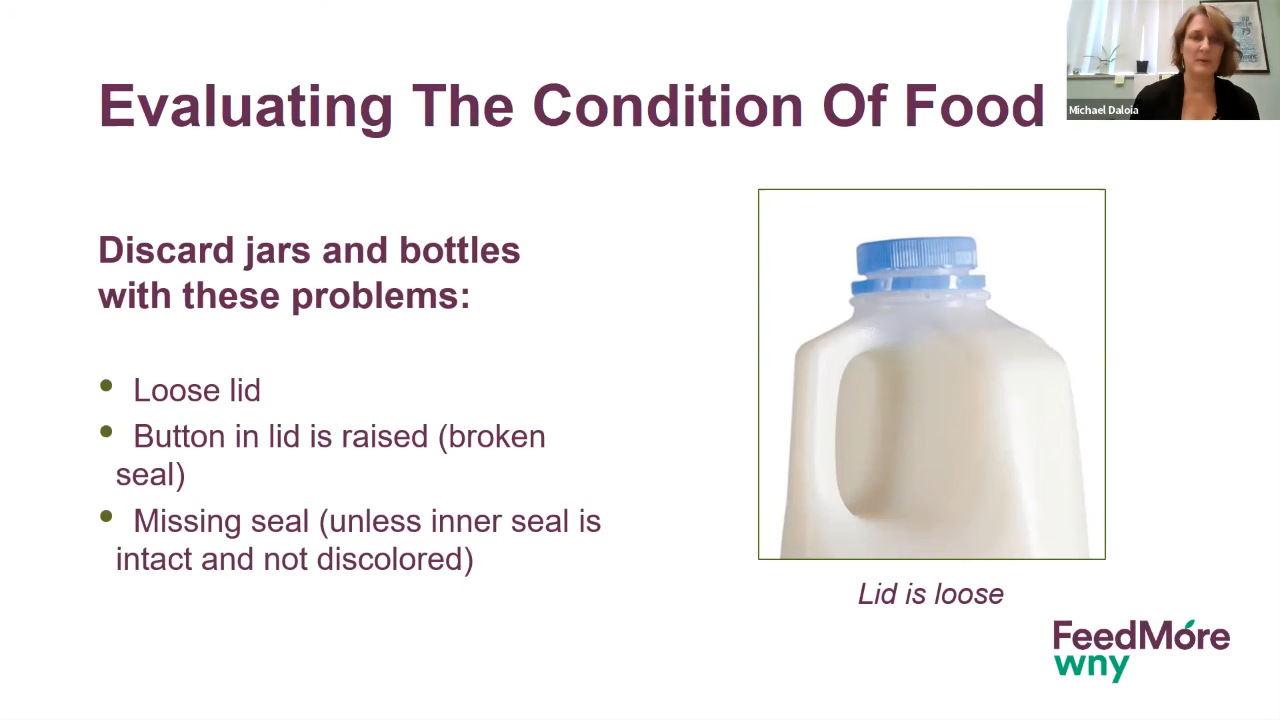 Evaluating The Condition Of Food
Michael Daloia
Discard jars and bottles
with these problems:
• Loose lid
• Button in lid is raised (broken
seal)
• Missing seal (unless inner seal is
intact and not discolored)
Lid is loose
FeedMore
wny